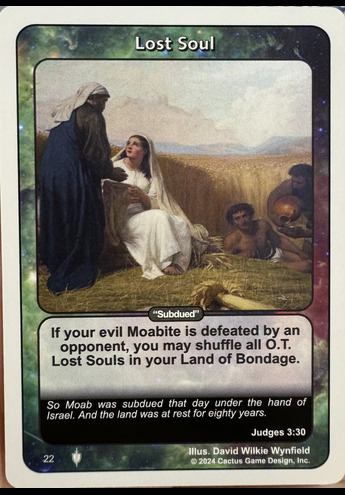 Lost Soul
"Subdued"
If your evil Moabite is defeated by an
opponent, you may shuffle all O.T.
Lost Souls in your Land of Bondage.
So Moab was subdued that day under the hand of
Israel. And the land was at rest for eighty years.
Judges 3:30
22
Illus. David Wilkie Wynfield
© 2024 Cactus Game Design, Inc.